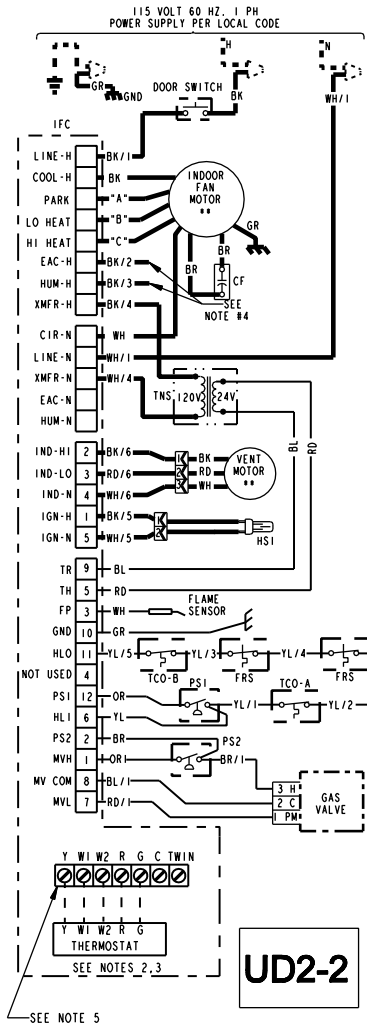 115 VOLT 60 HZ. 1 PH
POWER SUPPLY PER LOCAL CODE
H
N
GR
GND
DOOR SWITCH
BK
WH/1
IFC
LINE-H BK/1
COOL-H BK
PARK "A"
LO HEAT "B"
HI HEAT "C"
EAC-H BK/2
HUM-H BK/3
XMFR-H BK/4
INDOOR
FAN
MOTOR
**
GR
BR
BR
CF
SEE
NOTE #4
CIR-N WH
LINE-N WH/1
XMFR-N WH/4
EAC-N
HUM-N
TNS 120V 24V
BL
RD
IND-HI 2 BK/6 1 BK
IND-LO 3 RD/6 2 RD
IND-N 4 WH/6 3 WH
VENT
MOTOR
**
IGN-H 1 BK/5 1
IGN-N 5 WH/5 2
HSI
TR 9 BL
TH 5 RD
FP 3 WH
FLAME
SENSOR
GND 10 GR
HLO 11 YL/5 YL/3 YL/4
TCO-B FRS FRS
NOT USED 4
PS1 12 OR PS1 YL/1 TCO-A YL/2
HLI 6 YL
PS2 2 BR PS2
MVH 1 OR1 BR/1
MV COM 8 BL/1
MVL 7 RD/1
3 H
2 C
1 PM
GAS
VALVE
Y W1 W2 R G C TWIN
Y W1 W2 R G
THERMOSTAT
SEE NOTES 2,3
UD2-2
SEE NOTE 5